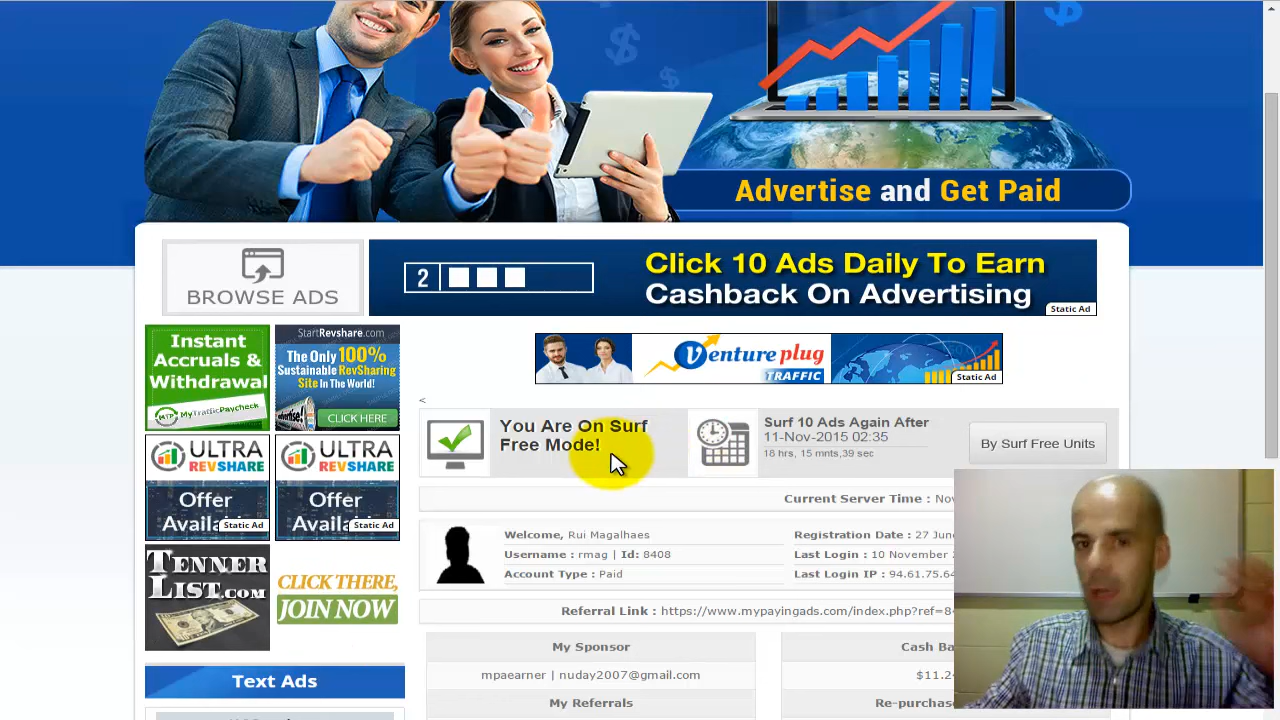 Advertise and Get Paid
BROWSE ADS
2
Click 10 Ads Daily To Earn
Cashback On Advertising
Static Ad
Instant
Accruals &
Withdrawal
MyTrafficPaycheck
StartRevshare.com
The Only 100%
Sustainable RevSharing
Site In The World!
advertise!
CLICK HERE
Venture plug
TRAFFIC
Static Ad
<
You Are On Surf
Free Mode!
Surf 10 Ads Again After
11-Nov-2015 02:35
18 hrs, 15 mnts,39 sec
By Surf Free Units
ULTRA
REVSHARE
Offer
Static Ad
ULTRA
REVSHARE
Offer
Static Ad
Current Server Time :
Welcome, Rui Magalhaes
Username : rmag | Id: 8408
Account Type : Paid
Registration Date : 27
Last Login : 10 November
Last Login IP :
TENNER
LIST.COM
CLICK THERE,
JOIN NOW
Referral Link : https://www.mypayingads.com/index.php?ref=8
My Sponsor
Cash
mpaearner | nuday2007@gmail.com
My Referrals
Text Ads